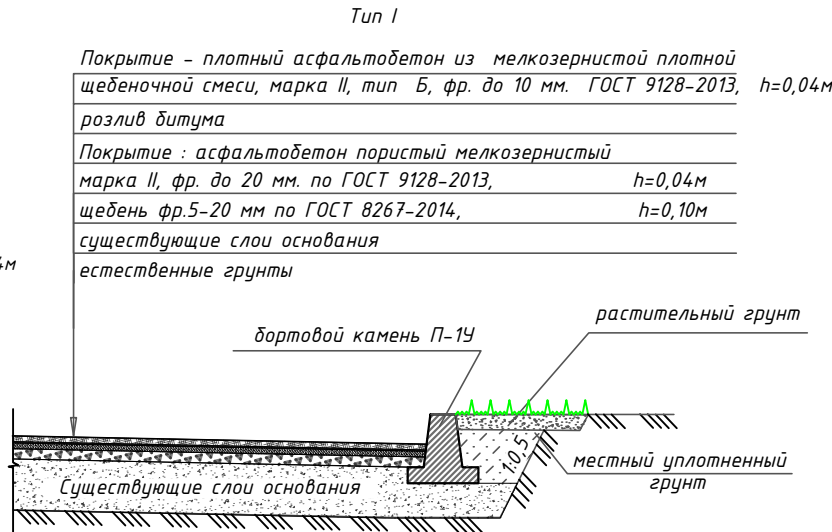 Тип I
Покрытие - плотный асфальтобетон из мелкозернистой плотной
щебеночной смеси, марка II, тип Б, фр. до 10 мм. ГОСТ 9128-2013, h=0,04м
розлив битума
Покрытие : асфальтобетон пористый мелкозернистый
марка II, фр. до 20 мм. по ГОСТ 9128-2013, h=0,04м
щебень фр.5-20 мм по ГОСТ 8267-2014, h=0,10м
существующие слои основания
4м
естественные грунты
растительный грунт
бортовой камень П-1У
1:0,5
местный уплотненный
грунт
Существующие слои основания